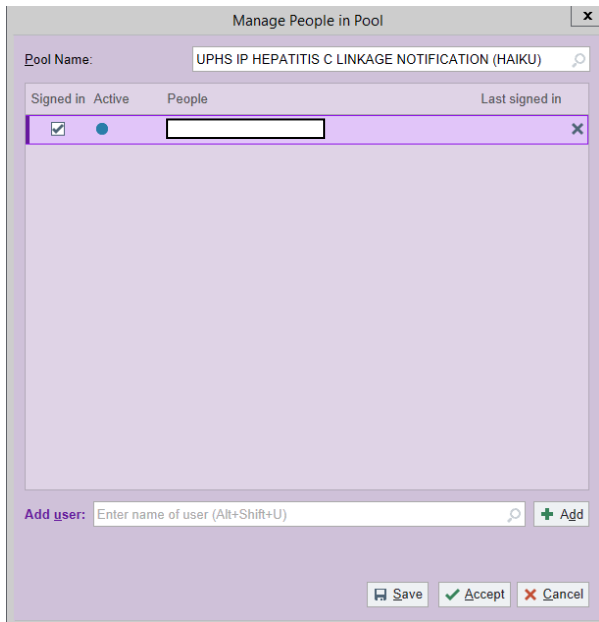 Manage People in Pool
x
Pool Name: UPHS IP HEPATITIS C LINKAGE NOTIFICATION (HAIKU)
Signed in Active People Last signed in
Add user: Enter name of user (Alt+Shift+U) Add
Save Accept Cancel